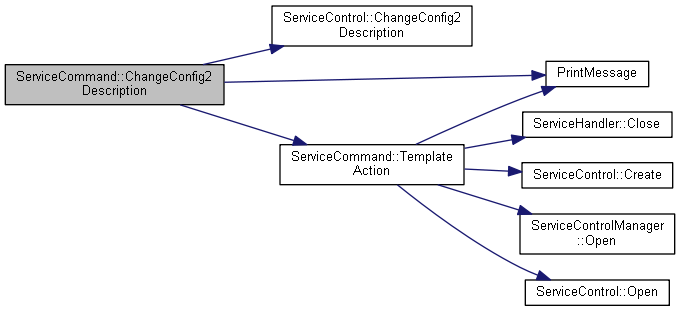 ServiceControl::ChangeConfig2
Description
ServiceCommand::ChangeConfig2
Description
PrintMessage
ServiceHandler::Close
ServiceCommand::Template
Action
ServiceControl::Create
ServiceControlManager
::Open
ServiceControl::Open